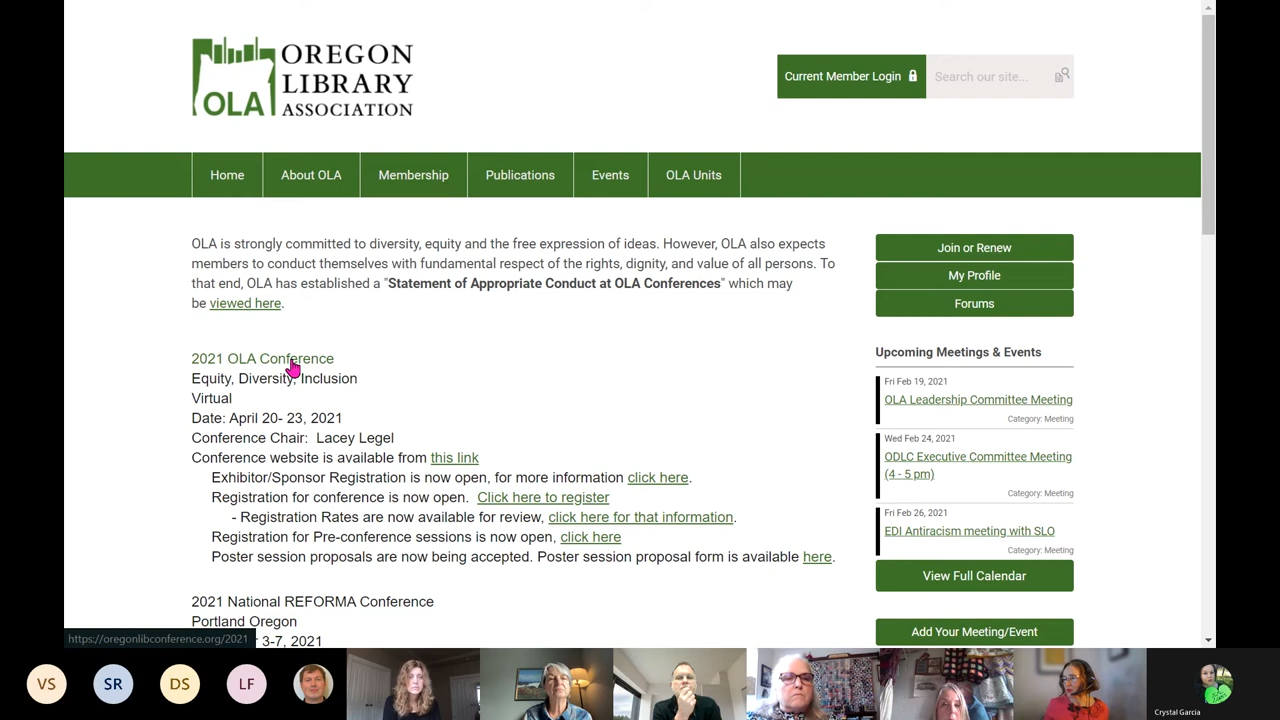 OREGON
LIBRARY
ASSOCIATION
OLA
Current Member Login
Search our site...
Home
About OLA
Membership
Publications
Events
OLA Units
OLA is strongly committed to diversity, equity and the free expression of ideas. However, OLA also expects
members to conduct themselves with fundamental respect of the rights, dignity, and value of all persons. To
that end, OLA has established a "Statement of Appropriate Conduct at OLA Conferences" which may
be viewed here.
2021 OLA Conference
Equity, Diversity, Inclusion
Virtual
Date: April 20- 23, 2021
Conference Chair: Lacey Legel
Conference website is available from this link
Exhibitor/Sponsor Registration is now open, for more information click here.
Registration for conference is now open. Click here to register
- Registration Rates are now available for review, click here for that information.
Registration for Pre-conference sessions is now open, click here
Poster session proposals are now being accepted. Poster session proposal form is available here.
2021 National REFORMA Conference
Portland Oregon
3-7, 2021
https://oregonlibconference.org/2021
Join or Renew
My Profile
Forums
Upcoming Meetings & Events
Fri Feb 19, 2021
OLA Leadership Committee Meeting
Category: Meeting
Wed Feb 24, 2021
ODLC Executive Committee Meeting
(4 - 5 pm)
Category: Meeting
Fri Feb 26, 2021
EDI Antiracism meeting with SLO
Category: Meeting
View Full Calendar
Add Your Meeting/Event
VS
SR
DS
LF
Crystal Garcia